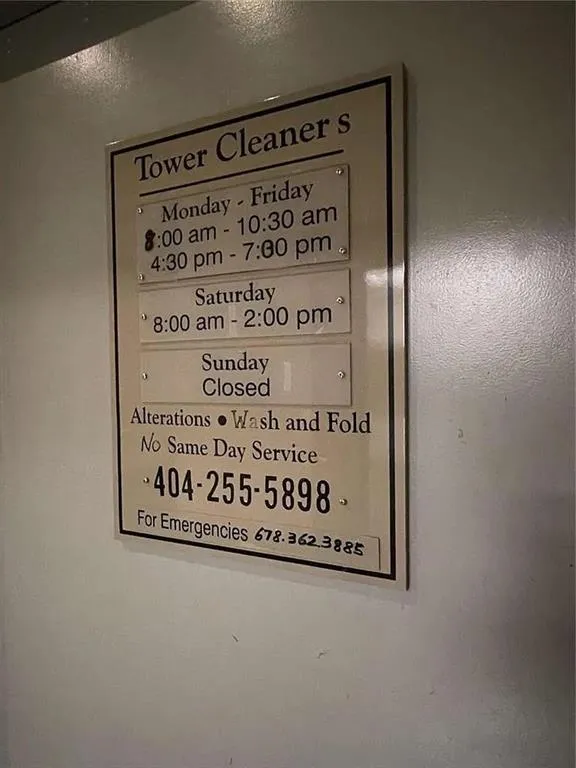 Tower Cleaners
Monday - Friday
8:00 am - 10:30 am
4:30 pm - 7:00 pm
Saturday
8:00 am - 2:00 pm
Sunday
Closed
Alterations • Wash and Fold
No Same Day Service
404-255-5898
For Emergencies 678.362.3885